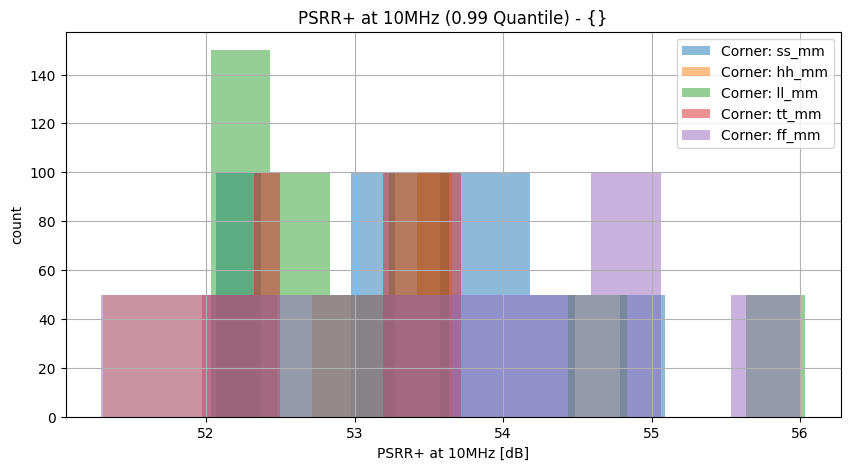 PSRR+ at 10MHz (0.99 Quantile) - {}
Corner: ss_mm
Corner: hh_mm
Corner: ll_mm
Corner: tt_mm
Corner: ff_mm
140
120
100
80
60
40
20
0
count
52 53 54 55 56
PSRR+ at 10MHz [dB]